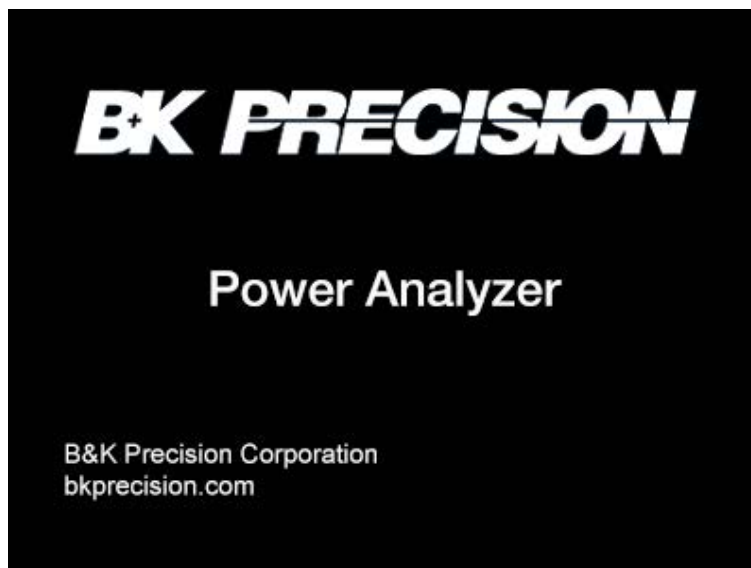 B+K PRECISION
Power Analyzer
B&K Precision Corporation
bkprecision.com